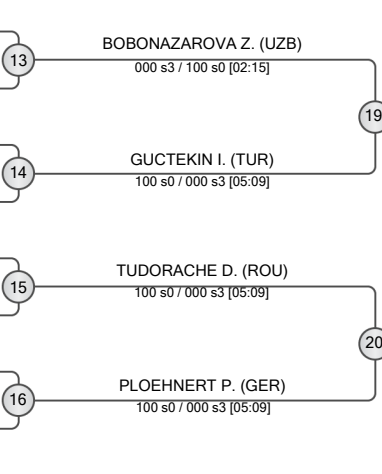 BOBONAZAROVA Z. (UZB)
13
000 s3 / 100 s0 [02:15]
19
GUCTEKIN I. (TUR)
14
100 s0 / 000 s3 [05:09]
TUDORACHE D. (ROU)
15
100 s0 / 000 s3 [05:09]
20
PLOEHNERT P. (GER)
16
100 s0 / 000 s3 [05:09]